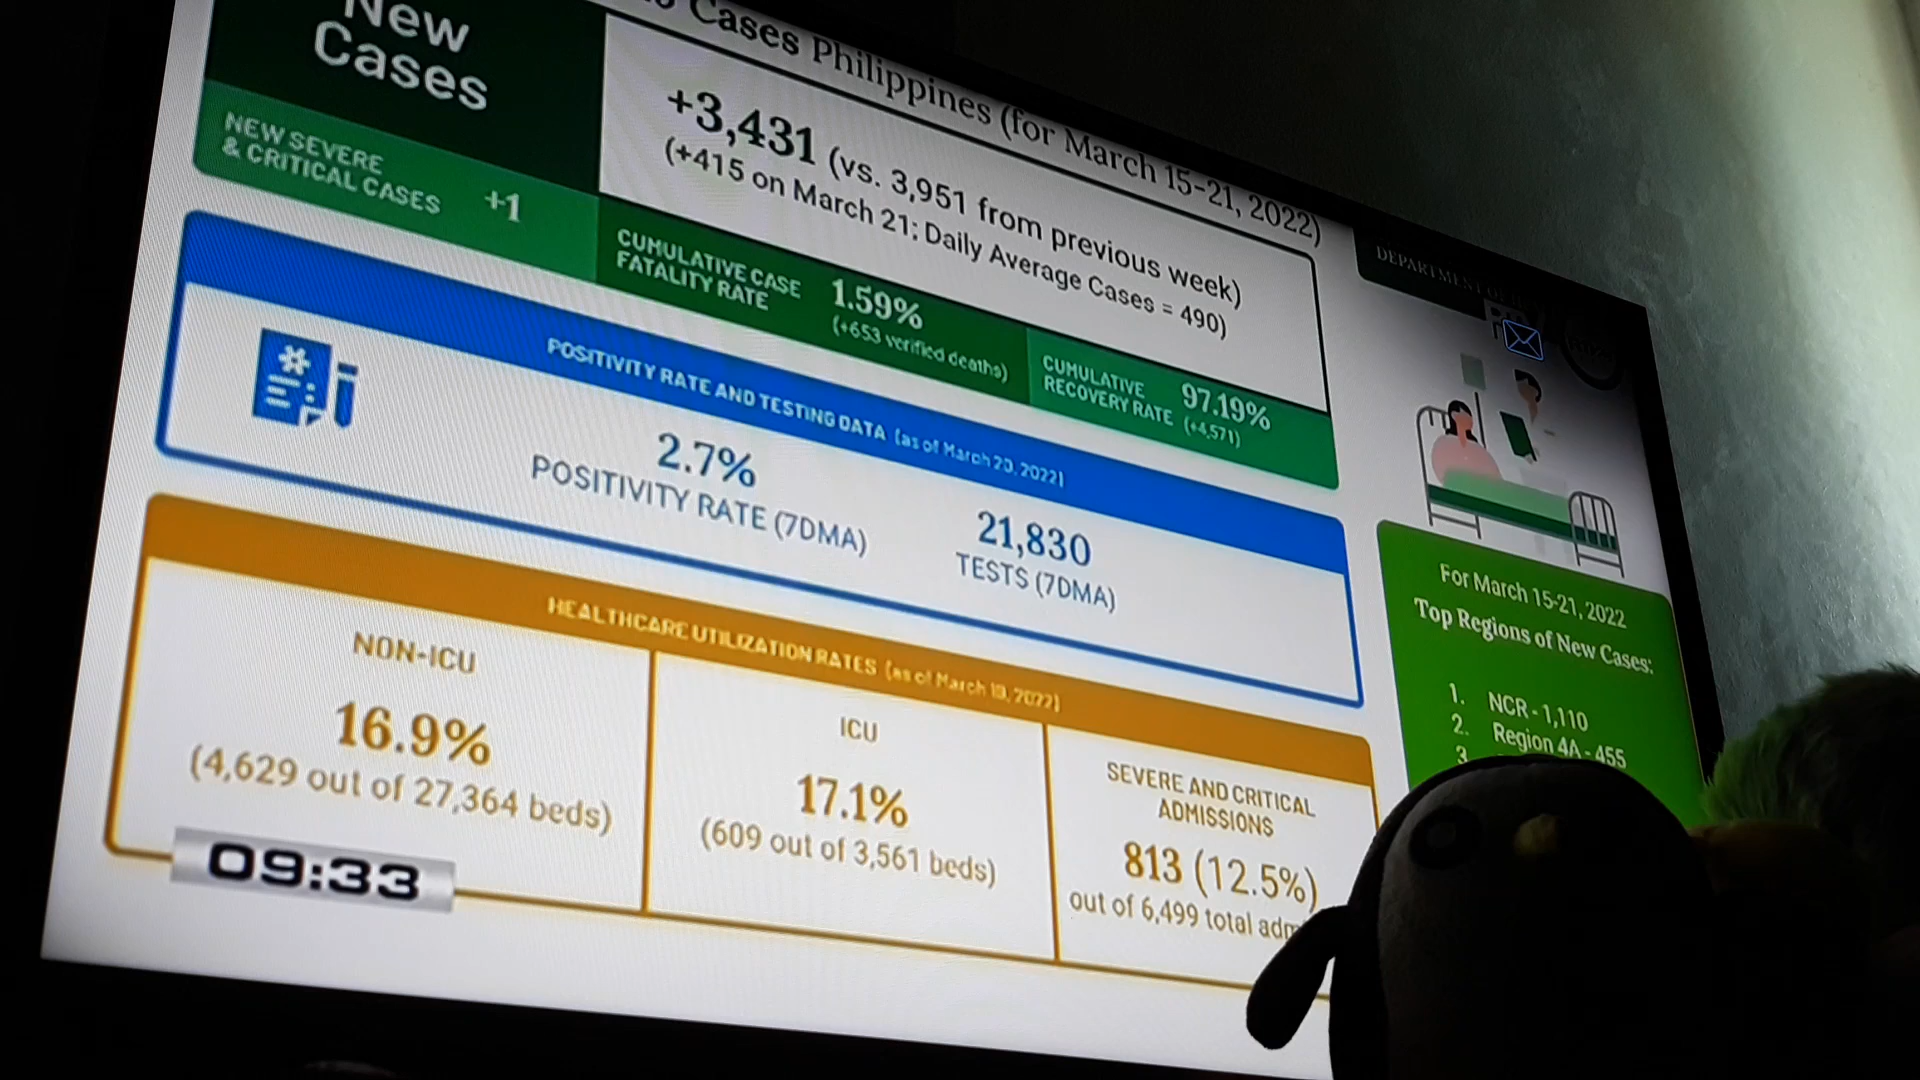 New
Cases
Cases Philippines (for March 15-21, 2022)
+3,431 (vs. 3,951 from previous week)
(+415 on March 21; Daily Average Cases = 490)
NEW SEVERE
& CRITICAL CASES
+1
CUMULATIVE CASE
FATALITY RATE
1.59%
(+653 verified deaths)
CUMULATIVE
RECOVERY RATE
97.19%
(+4,571)
POSITIVITY RATE AND TESTING DATA (as of March 20, 2022)
2.7%
POSITIVITY RATE (7DMA)
21,830
TESTS (7DMA)
HEALTHCARE UTILIZATION RATES (as of March 19, 2022)
NON-ICU
16.9%
(4,629 out of 27,364 beds)
ICU
17.1%
(609 out of 3,561 beds)
SEVERE AND CRITICAL
ADMISSIONS
813 (12.5%)
out of 6,499 total adm
09:33
DEPARTMENT OF
For March 15-21, 2022
Top Regions of New Cases:
1. NCR - 1,110
2. Region 4A - 455
3.